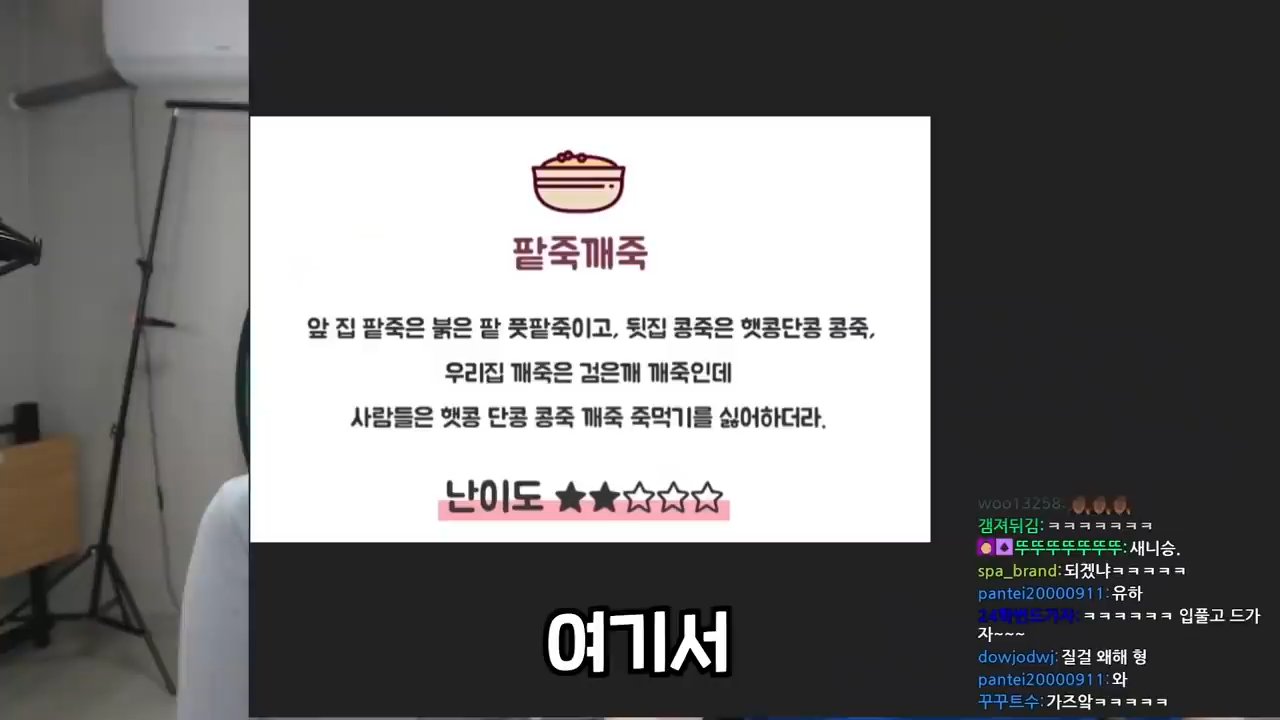 팥죽깨죽
앞 집 팥죽은 붉은 팥 풋팥죽이고, 뒷집 콩죽은 햇콩단콩 콩죽,
우리집 깨죽은 검은깨 깨죽인데
사람들은 햇콩 단콩 콩죽 깨죽 죽먹기를 싫어하더라.
난이도 ★★☆☆☆
여기서
woo13258:
갬져뒤김: ㅋㅋㅋㅋㅋㅋㅋ
뚜뚜뚜뚜뚜뚜뚜: 새니승.
spa_brand: 되겠냐ㅋㅋㅋㅋㅋ
pantei20000911: 유하
ㅋㅋㅋㅋㅋㅋ 입풀고 드가
자~~~
dowjodwj: 질걸 왜해 형
pantei20000911: 와
꾸꾸트수: 가즈앜ㅋㅋㅋㅋㅋ